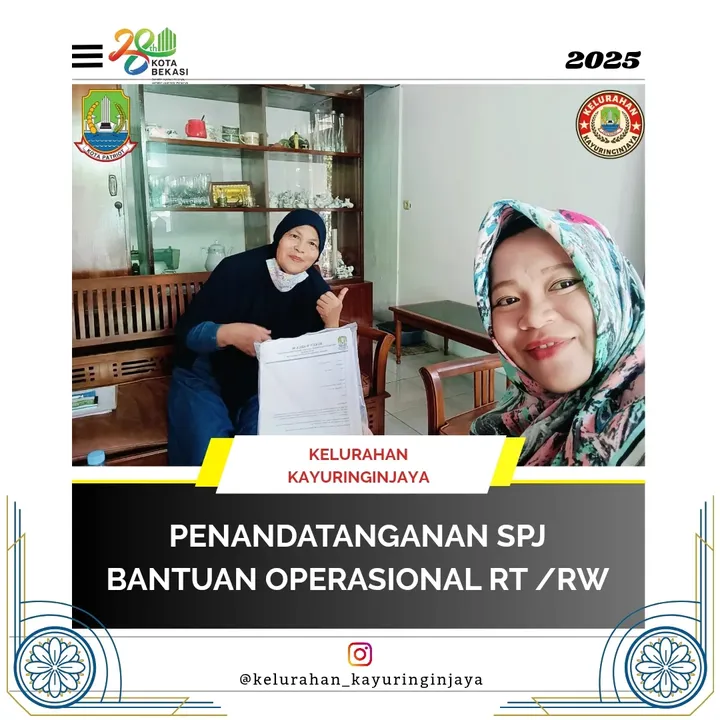 28th
KOTA
BEKASI
2025
KOTA PATRIOT
KELURAHAN
KAYURINGINJAYA
KELURAHAN
KAYURINGINJAYA
PENANDATANGANAN SPJ
BANTUAN OPERASIONAL RT /RW
@kelurahan_kayuringinjaya